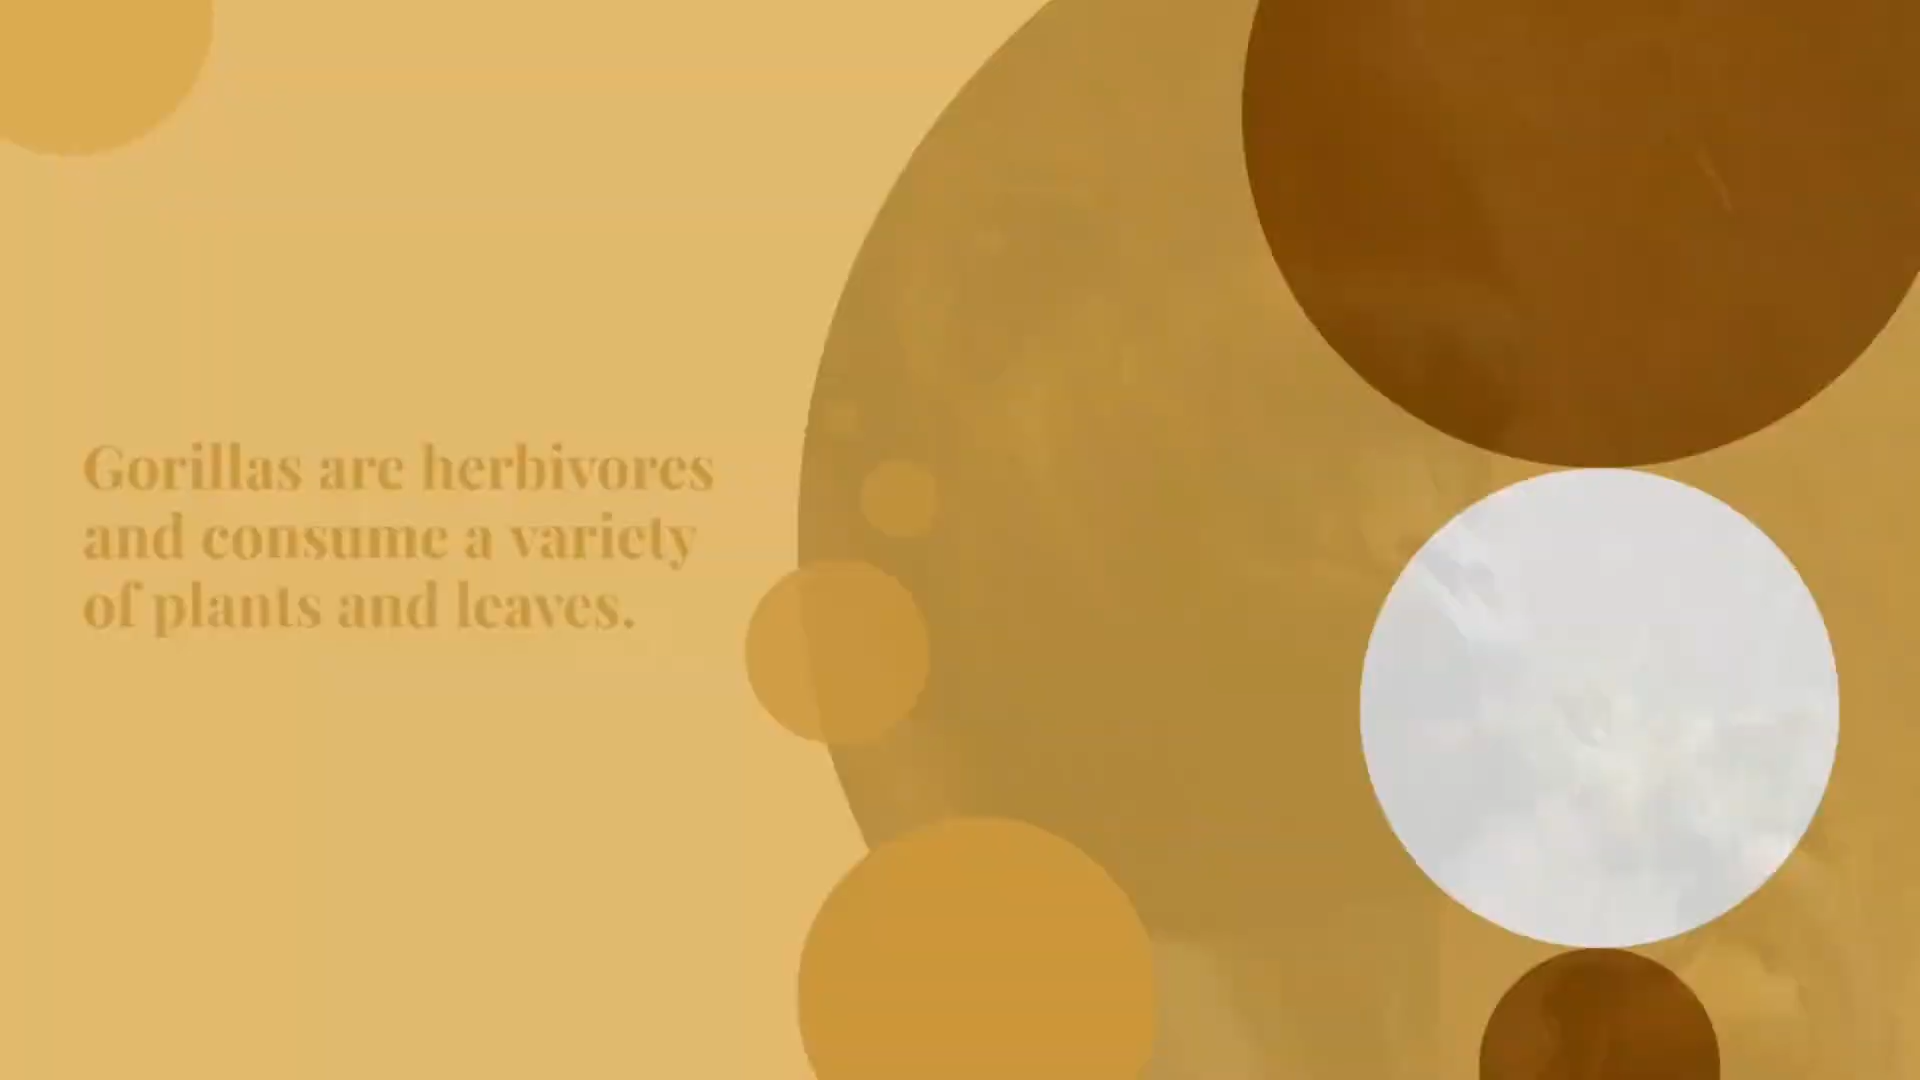 Gorillas are herbivores
and consume a variety
of plants and leaves.